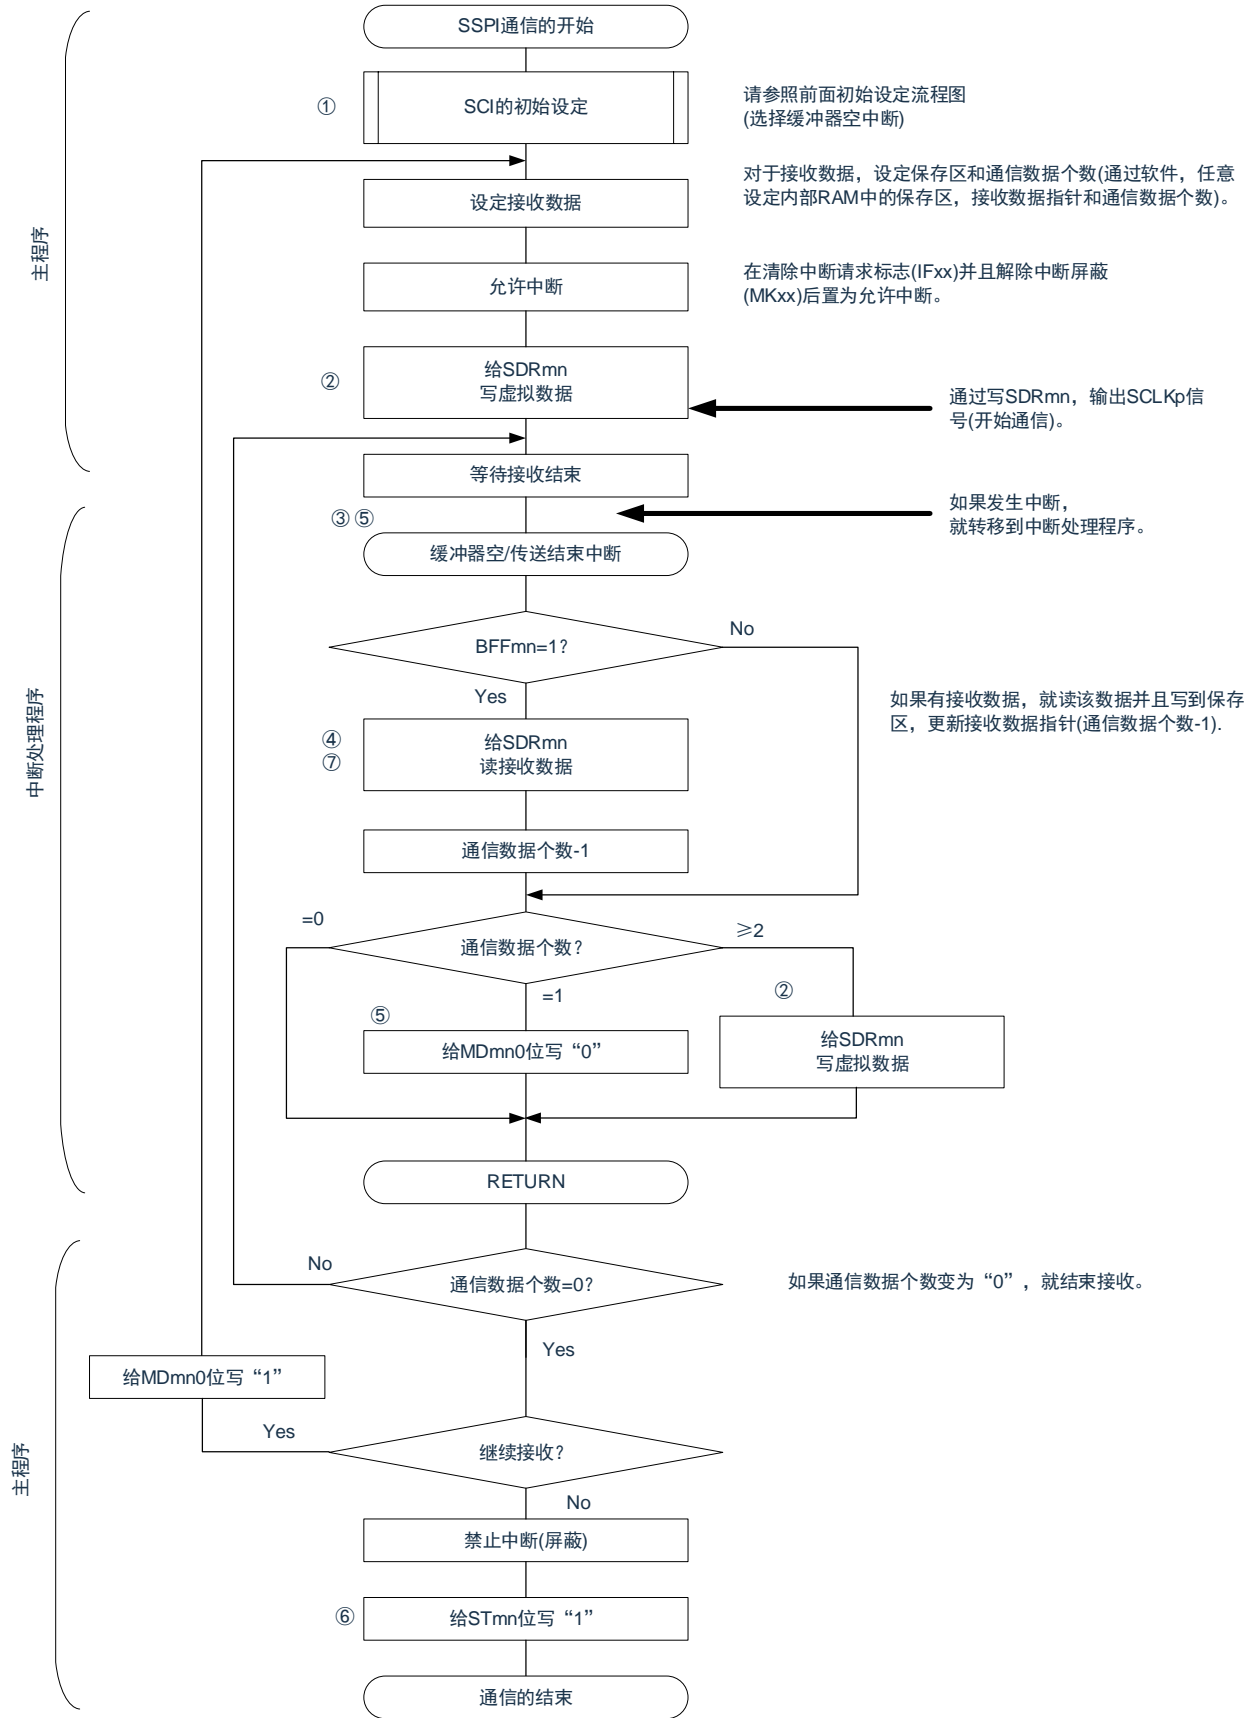 SSPI通信的开始
①
SCI的初始设定
请参照前面初始设定流程图
(选择缓冲器空中断)
设定接收数据
对于接收数据，设定保存区和通信数据个数(通过软件，任意
设定内部RAM中的保存区，接收数据指针和通信数据个数)。
主程序
允许中断
在清除中断请求标志(IFxx)并且解除中断屏蔽
(MKxx)后置为允许中断。
②
给SDRmn
写虚拟数据
通过写SDRmn，输出SCLKp信
号(开始通信)。
等待接收结束
如果发生中断，
就转移到中断处理程序。
③⑤
缓冲器空/传送结束中断
BFFmn=1?
No
Yes
中断处理程序
如果有接收数据，就读该数据并且写到保存
区，更新接收数据指针(通信数据个数-1).
④
⑦
给SDRmn
读接收数据
通信数据个数-1
=0
通信数据个数?
≥2
=1
⑤
给MDmn0位写“0”
②
给SDRmn
写虚拟数据
RETURN
No
通信数据个数=0?
如果通信数据个数变为“0”，就结束接收。
Yes
给MDmn0位写“1”
Yes
继续接收?
主程序
No
禁止中断(屏蔽)
⑥
给STmn位写“1”
通信的结束